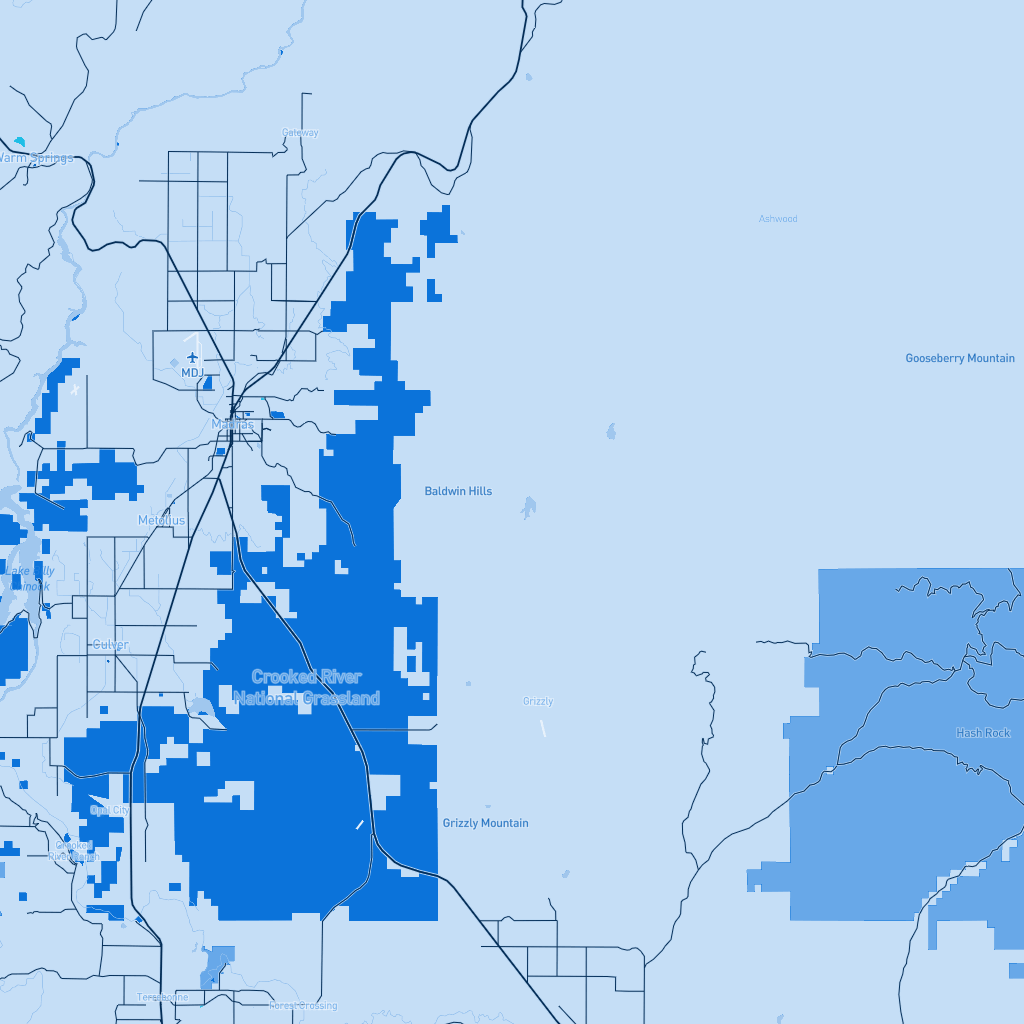 Gateway
Warm Springs
Ashwood
Gooseberry Mountain
MDJ
Madras
Baldwin Hills
Metolius
Lake Billy
Chinook
Culver
Crooked River
National Grassland
Grizzly
Hash Rock
Opal City
Grizzly Mountain
Crooked
River Ranch
Terrebonne
Forest Crossing